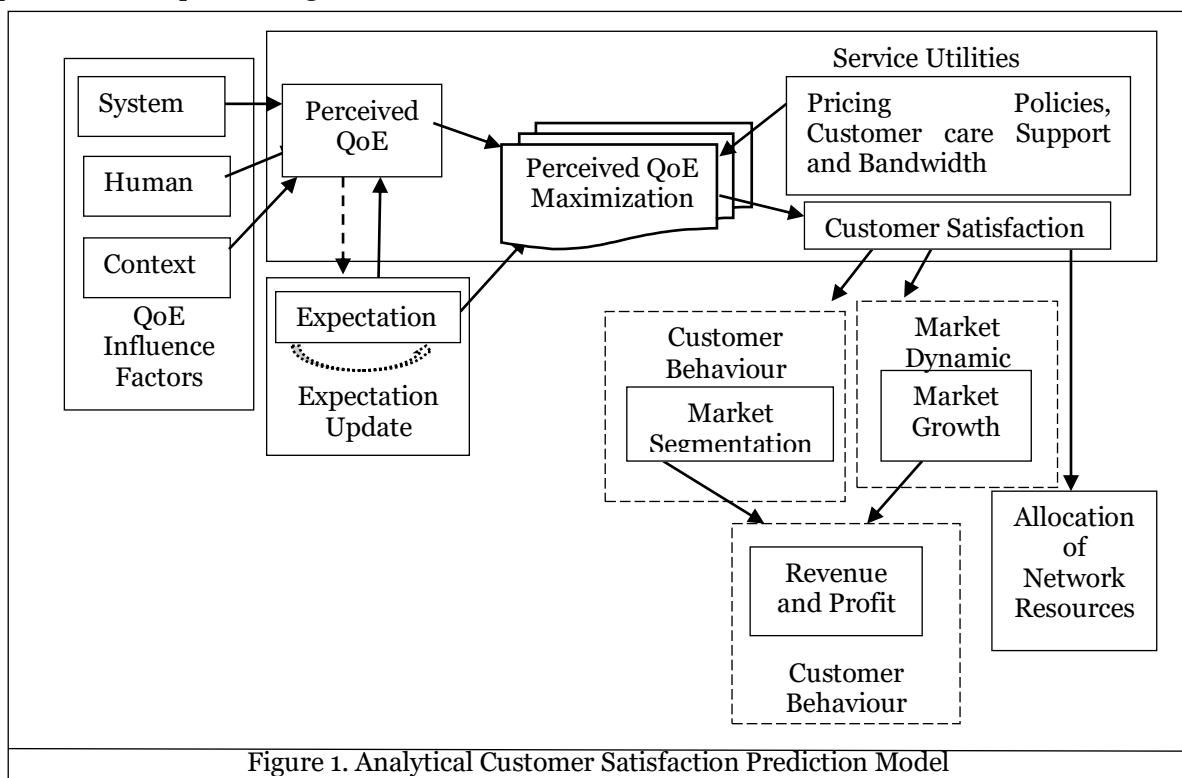 System
Human
Context
QoE
Influence
Factors
Perceived
QoE
Expectation
Expectation
Update
Perceived QoE
Maximization
Service Utilities
Pricing Policies,
Customer care Support
and Bandwidth
Customer Satisfaction
Customer
Behaviour
Market
Segmentation
Market
Dynamic
Market
Growth
Revenue
and Profit
Customer
Behaviour
Allocation
of
Network
Resources
Figure 1. Analytical Customer Satisfaction Prediction Model